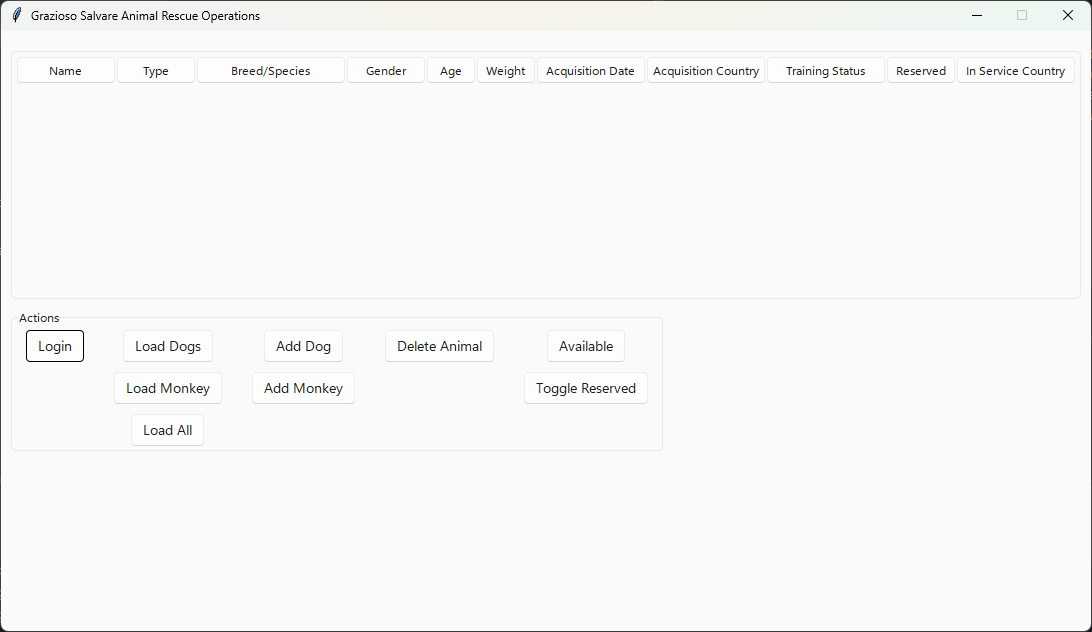 Grazioso Salvare Animal Rescue Operations
Name Type Breed/Species Gender Age Weight Acquisition Date Acquisition Country Training Status Reserved In Service Country
Actions
Login Load Dogs Add Dog Delete Animal Available
Load Monkey Add Monkey Toggle Reserved
Load All